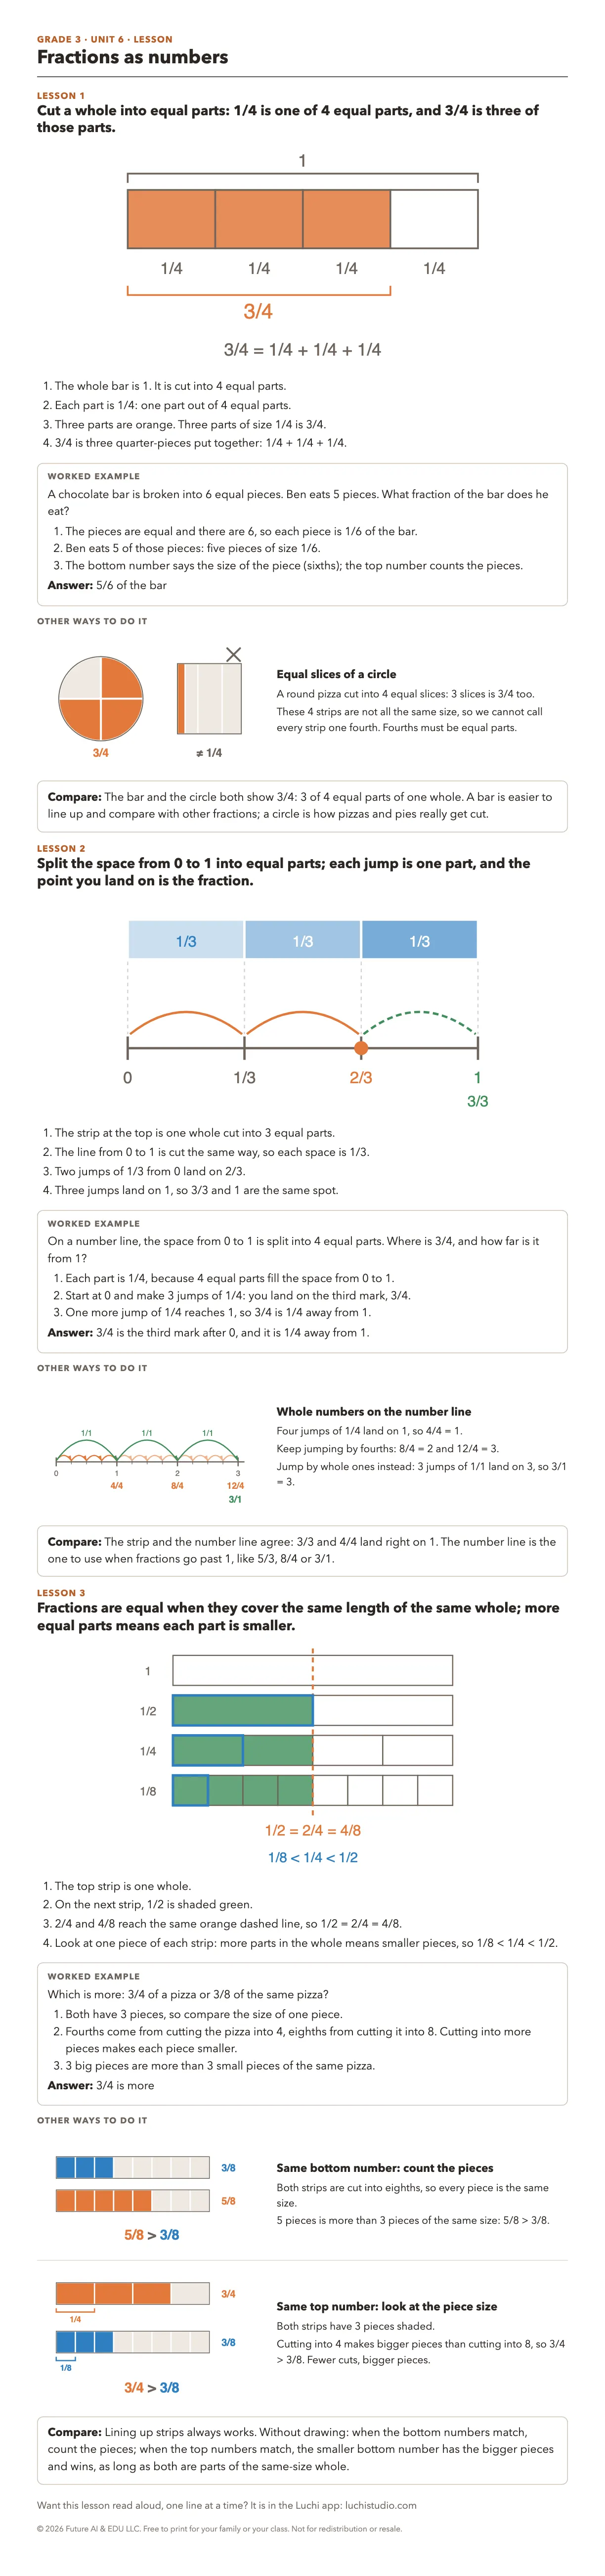 GRADE 3 · UNIT 6 · LESSON
Fractions as numbers
LESSON 1
Cut a whole into equal parts: 1/4 is one of 4 equal parts, and 3/4 is three of
those parts.
1
1/4 1/4 1/4 1/4
3/4
3/4 = 1/4 + 1/4 + 1/4
1. The whole bar is 1. It is cut into 4 equal parts.
2. Each part is 1/4: one part out of 4 equal parts.
3. Three parts are orange. Three parts of size 1/4 is 3/4.
4. 3/4 is three quarter-pieces put together: 1/4 + 1/4 + 1/4.
WORKED EXAMPLE
A chocolate bar is broken into 6 equal pieces. Ben eats 5 pieces. What fraction of the bar does he
eat?
1. The pieces are equal and there are 6, so each piece is 1/6 of the bar.
2. Ben eats 5 of those pieces: five pieces of size 1/6.
3. The bottom number says the size of the piece (sixths); the top number counts the pieces.
Answer: 5/6 of the bar
OTHER WAYS TO DO IT
3/4
≠ 1/4
Equal slices of a circle
A round pizza cut into 4 equal slices: 3 slices is 3/4 too.
These 4 strips are not all the same size, so we cannot call
every strip one fourth. Fourths must be equal parts.
Compare: The bar and the circle both show 3/4: 3 of 4 equal parts of one whole. A bar is easier to
line up and compare with other fractions; a circle is how pizzas and pies really get cut.
LESSON 2
Split the space from 0 to 1 into equal parts; each jump is one part, and the
point you land on is the fraction.
1/3 1/3 1/3
0 1/3 2/3 1
3/3
1. The strip at the top is one whole cut into 3 equal parts.
2. The line from 0 to 1 is cut the same way, so each space is 1/3.
3. Two jumps of 1/3 from 0 land on 2/3.
4. Three jumps land on 1, so 3/3 and 1 are the same spot.
WORKED EXAMPLE
On a number line, the space from 0 to 1 is split into 4 equal parts. Where is 3/4, and how far is it
from 1?
1. Each part is 1/4, because 4 equal parts fill the space from 0 to 1.
2. Start at 0 and make 3 jumps of 1/4: you land on the third mark, 3/4.
3. One more jump of 1/4 reaches 1, so 3/4 is 1/4 away from 1.
Answer: 3/4 is the third mark after 0, and it is 1/4 away from 1.
OTHER WAYS TO DO IT
1/1 1/1 1/1
0 1 2 3
4/4 8/4 12/4
3/1
Whole numbers on the number line
Four jumps of 1/4 land on 1, so 4/4 = 1.
Keep jumping by fourths: 8/4 = 2 and 12/4 = 3.
Jump by whole ones instead: 3 jumps of 1/1 land on 3, so 3/1
= 3.
Compare: The strip and the number line agree: 3/3 and 4/4 land right on 1. The number line is the
one to use when fractions go past 1, like 5/3, 8/4 or 3/1.
LESSON 3
Fractions are equal when they cover the same length of the same whole; more
equal parts means each part is smaller.
1
1/2
1/4
1/8
1/2 = 2/4 = 4/8
1/8 < 1/4 < 1/2
1. The top strip is one whole.
2. On the next strip, 1/2 is shaded green.
3. 2/4 and 4/8 reach the same orange dashed line, so 1/2 = 2/4 = 4/8.
4. Look at one piece of each strip: more parts in the whole means smaller pieces, so 1/8 < 1/4 < 1/2.
WORKED EXAMPLE
Which is more: 3/4 of a pizza or 3/8 of the same pizza?
1. Both have 3 pieces, so compare the size of one piece.
2. Fourths come from cutting the pizza into 4, eighths from cutting it into 8. Cutting into more
pieces makes each piece smaller.
3. 3 big pieces are more than 3 small pieces of the same pizza.
Answer: 3/4 is more
OTHER WAYS TO DO IT
3/8
5/8
5/8 > 3/8
Same bottom number: count the pieces
Both strips are cut into eighths, so every piece is the same
size.
5 pieces is more than 3 pieces of the same size: 5/8 > 3/8.
3/4
1/4
3/8
1/8
3/4 > 3/8
Same top number: look at the piece size
Both strips have 3 pieces shaded.
Cutting into 4 makes bigger pieces than cutting into 8, so 3/4
> 3/8. Fewer cuts, bigger pieces.
Compare: Lining up strips always works. Without drawing: when the bottom numbers match,
count the pieces; when the top numbers match, the smaller bottom number has the bigger pieces
and wins, as long as both are parts of the same-size whole.
Want this lesson read aloud, one line at a time? It is in the Luchi app: luchistudio.com
© 2026 Future AI & EDU LLC. Free to print for your family or your class. Not for redistribution or resale.